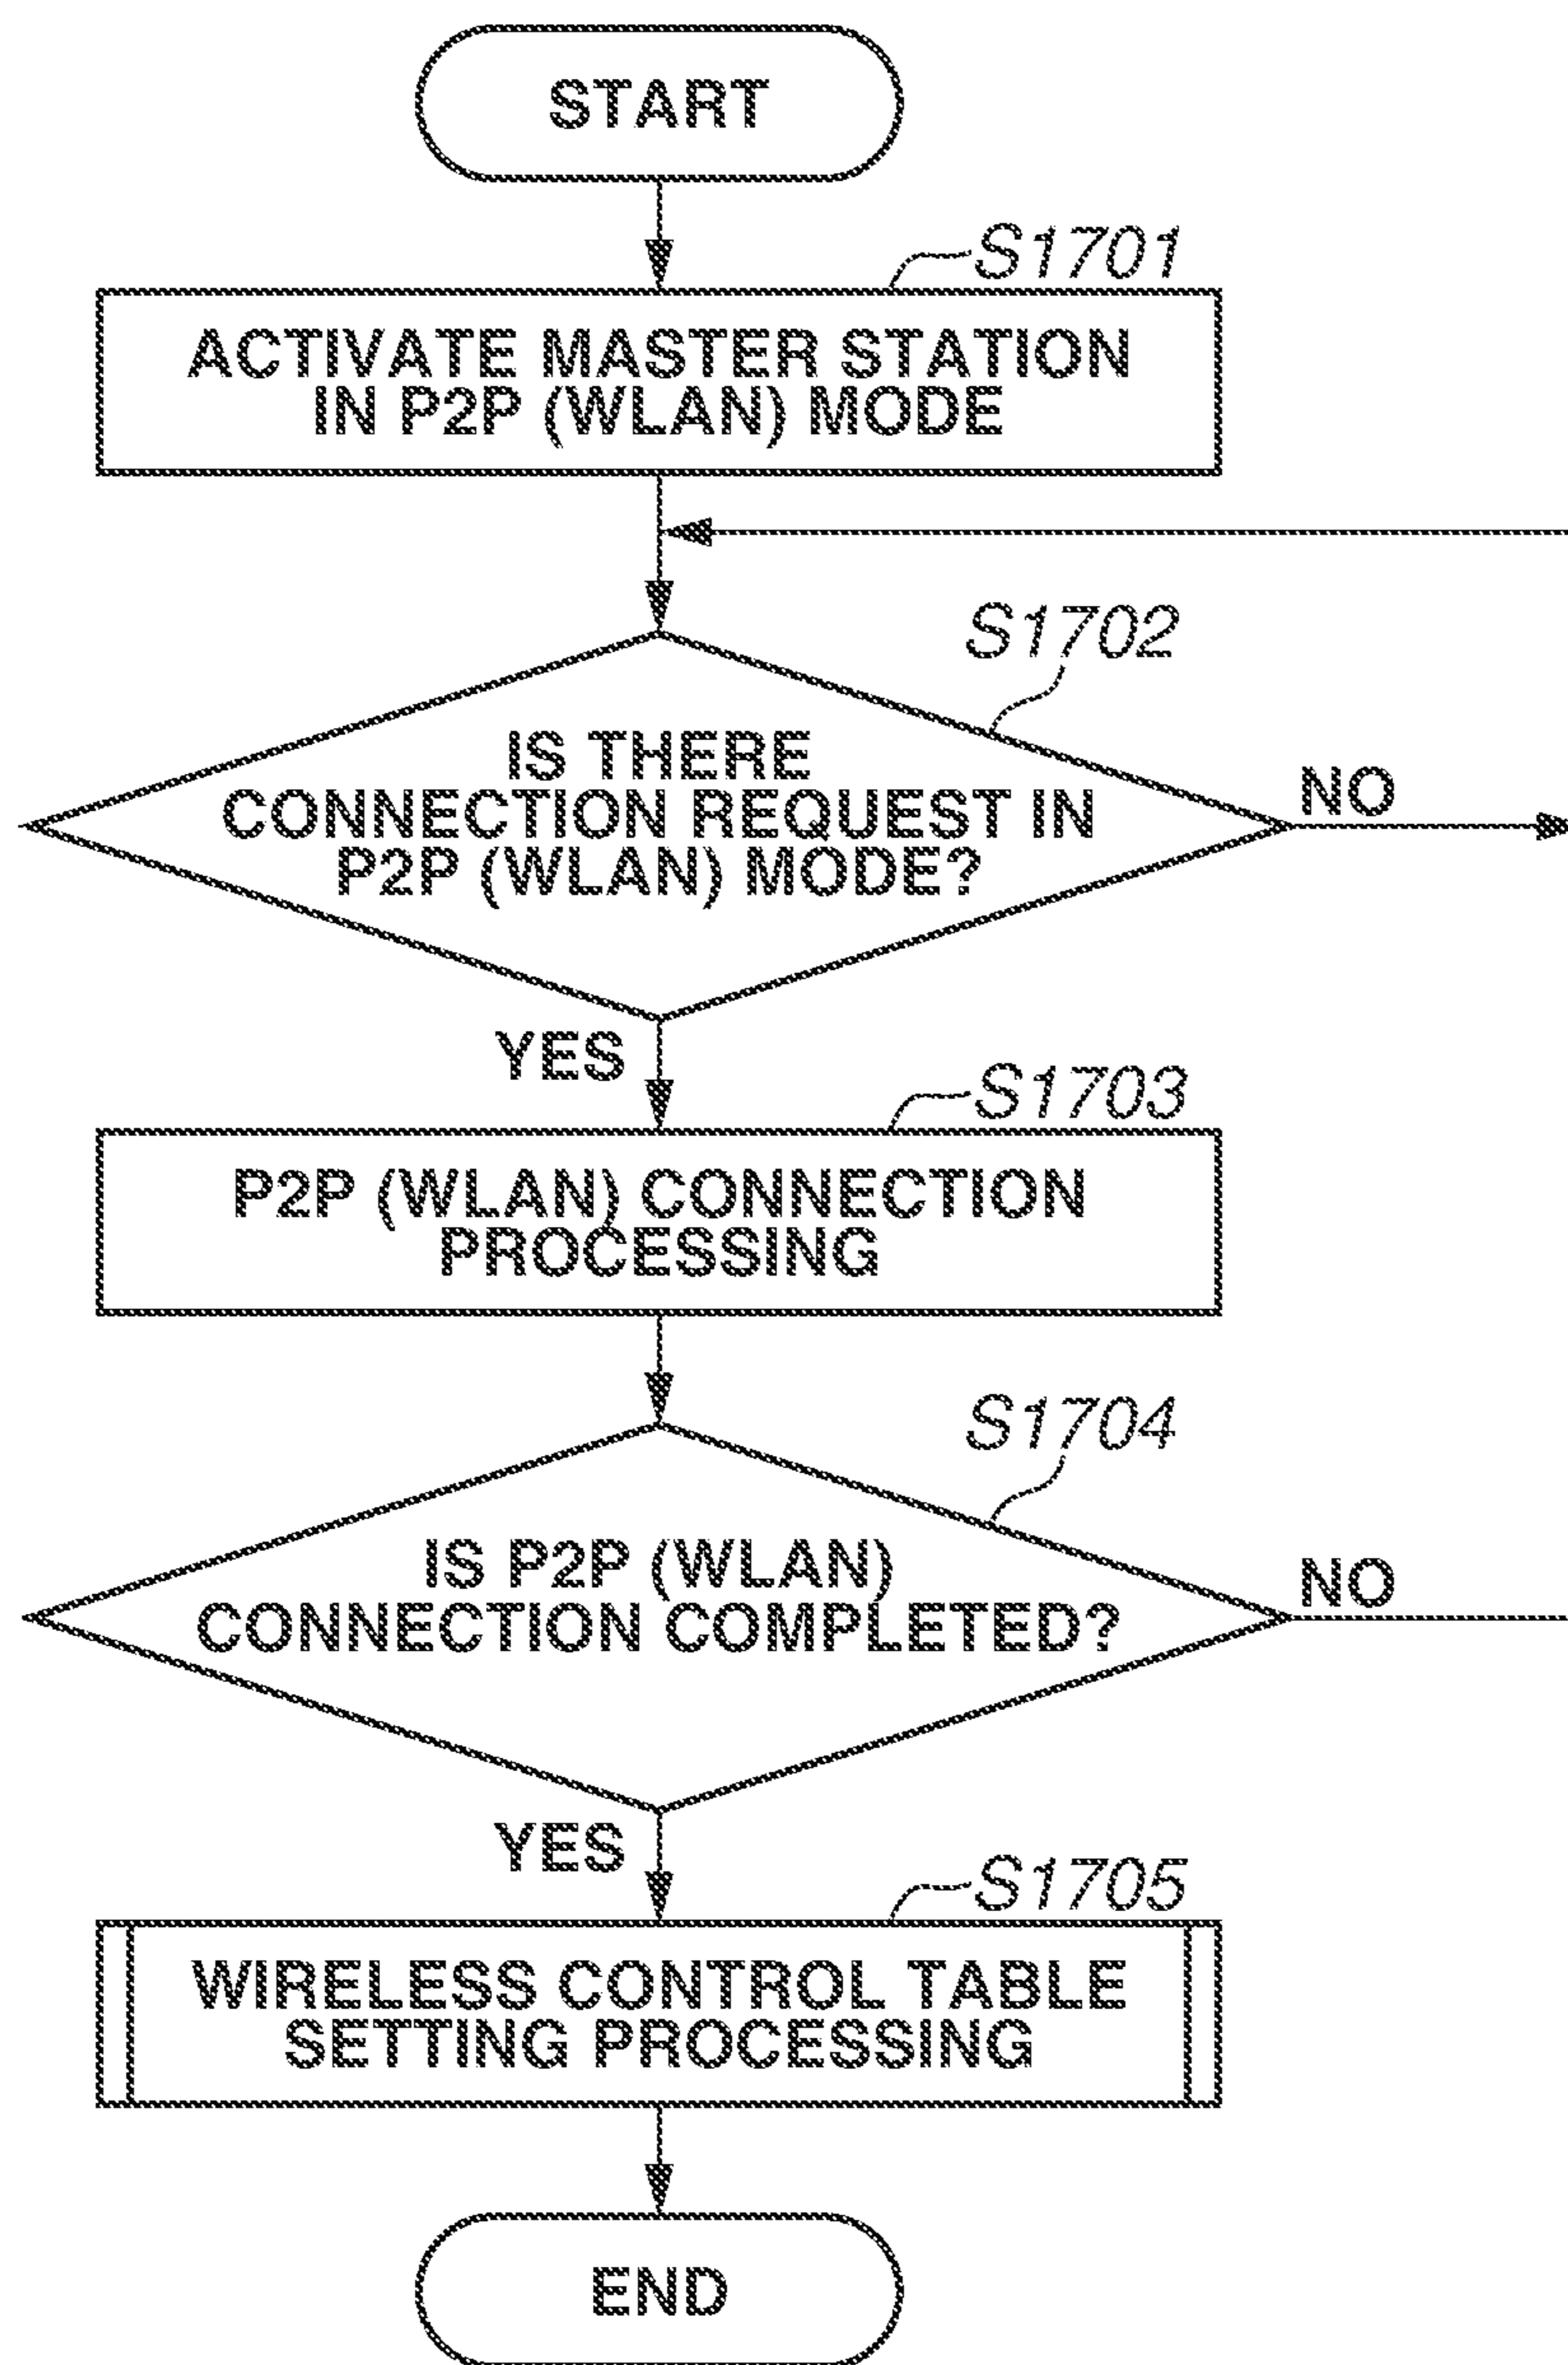 START
S1701
ACTIVATE MASTER STATION
IN P2P (WLAN) MODE
S1702
IS THERE
CONNECTION REQUEST IN
P2P (WLAN) MODE?
NO
YES
S1703
P2P (WLAN) CONNECTION
PROCESSING
S1704
IS P2P (WLAN)
CONNECTION COMPLETED?
NO
YES
S1705
WIRELESS CONTROL TABLE
SETTING PROCESSING
END